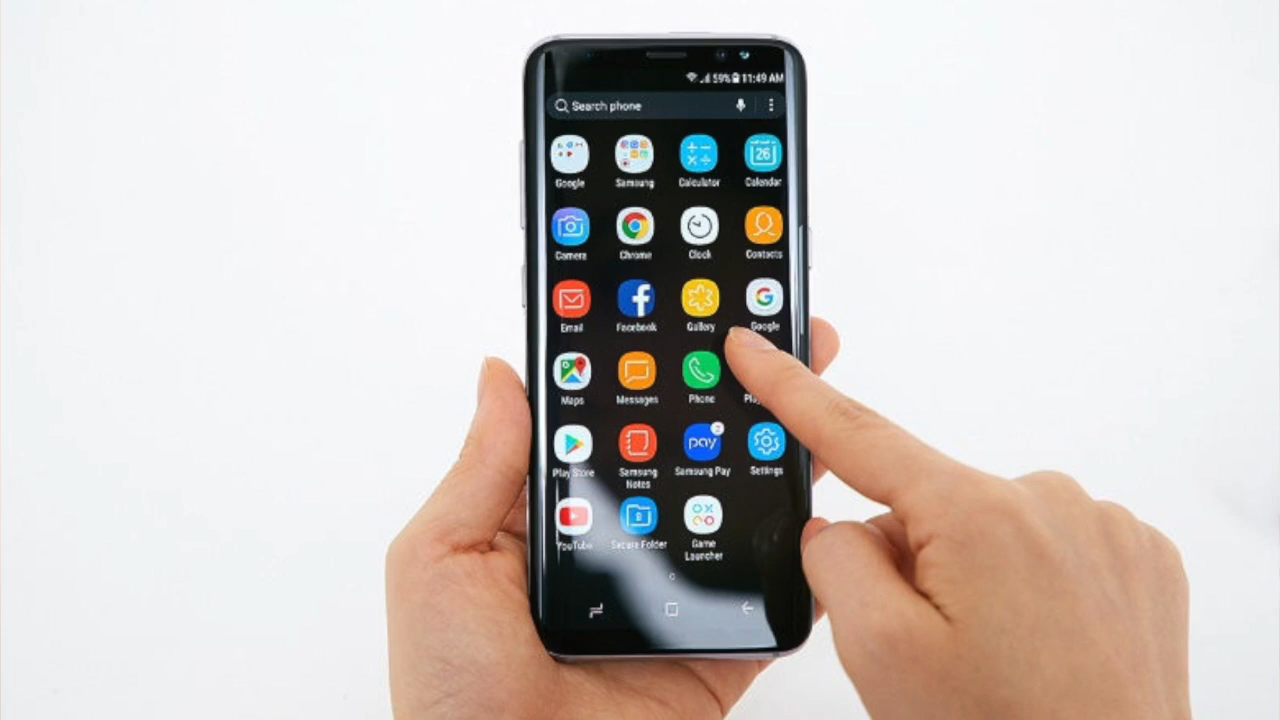 59% 11:49 AM
Search phone
26
Google Samsung Calculator Calendar
Camera Chrome Clock Contacts
Email Facebook Gallery Google
Maps Messages Phone
pay 2
Play Store Samsung Notes Samsung Pay Settings
YouTube Secure Folder Game Launcher